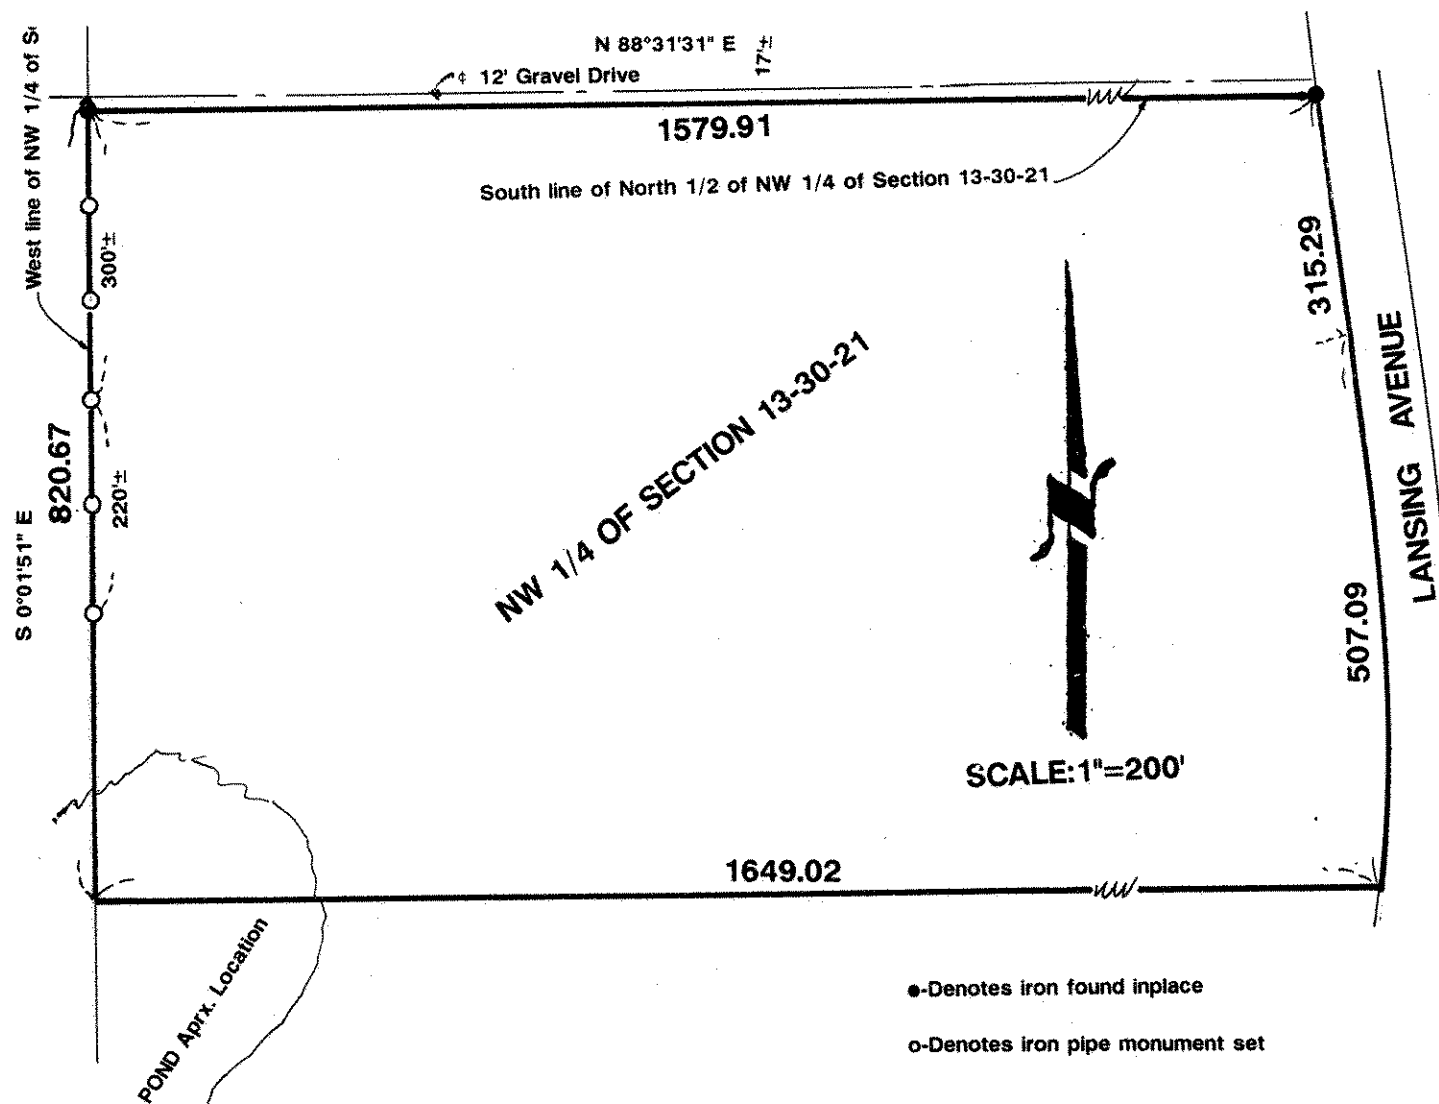 N 88°31'31" E
17'±
¢ 12' Gravel Drive
1579.91
South line of North 1/2 of NW 1/4 of Section 13-30-21
West line of NW 1/4 of
300'±
820.67
220'±
S 0°01'51" E
NW 1/4 OF SECTION 13-30-21
315.29
LANSING AVENUE
507.09
SCALE:1"=200'
1649.02
POND Aprx. Location
●-Denotes iron found inplace
o-Denotes iron pipe monument set